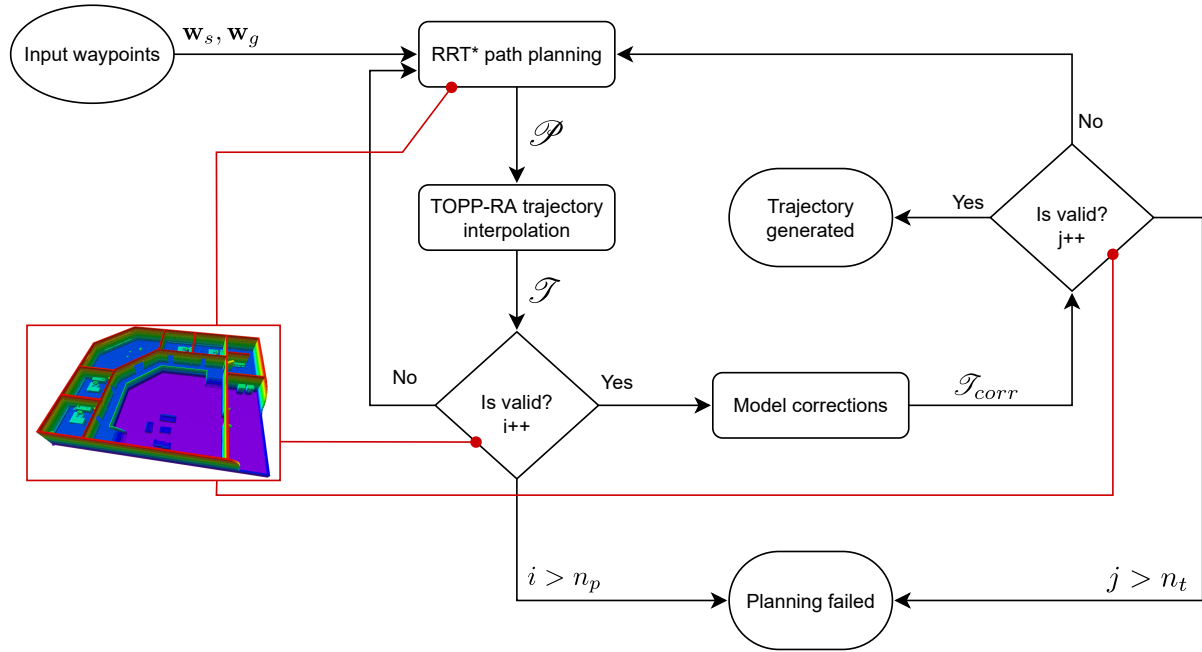 Input waypoints
𝐰ₛ, 𝐰_g
RRT* path planning
No
𝒫
Yes
Trajectory
generated
Is valid?
j++
TOPP-RA trajectory
interpolation
𝒯
No
Is valid?
i++
Yes
Model corrections
𝒯_corr
i > n_p
Planning failed
j > n_t